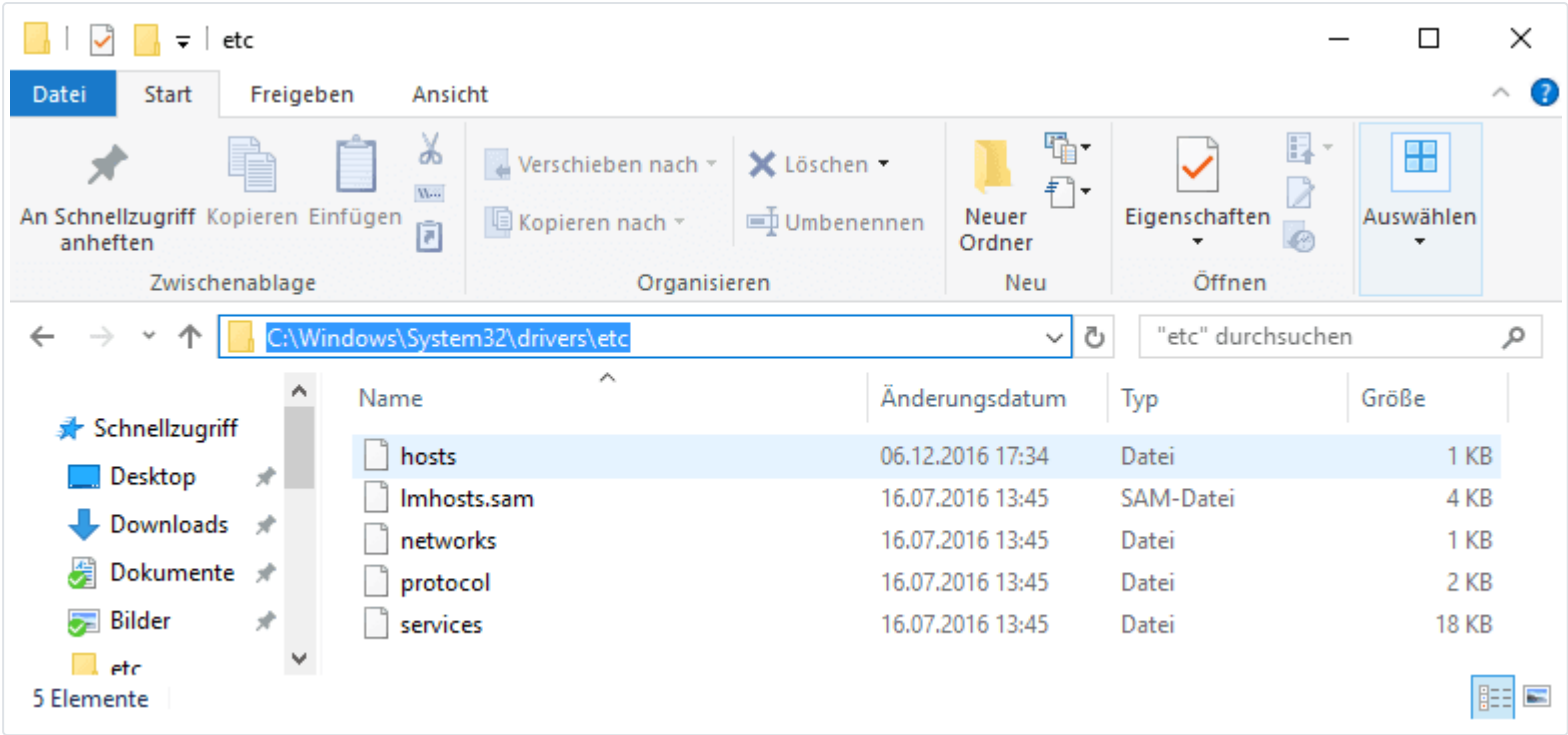 etc
Datei Start Freigeben Ansicht
An Schnellzugriff anheften
Kopieren
Einfügen
Verschieben nach
Kopieren nach
Löschen
Umbenennen
Neuer Ordner
Eigenschaften
Auswählen
Zwischenablage Organisieren Neu Öffnen
C:\Windows\System32\drivers\etc "etc" durchsuchen
Schnellzugriff
Desktop
Downloads
Dokumente
Bilder
etc
Name Änderungsdatum Typ Größe
hosts 06.12.2016 17:34 Datei 1 KB
lmhosts.sam 16.07.2016 13:45 SAM-Datei 4 KB
networks 16.07.2016 13:45 Datei 1 KB
protocol 16.07.2016 13:45 Datei 2 KB
services 16.07.2016 13:45 Datei 18 KB
5 Elemente